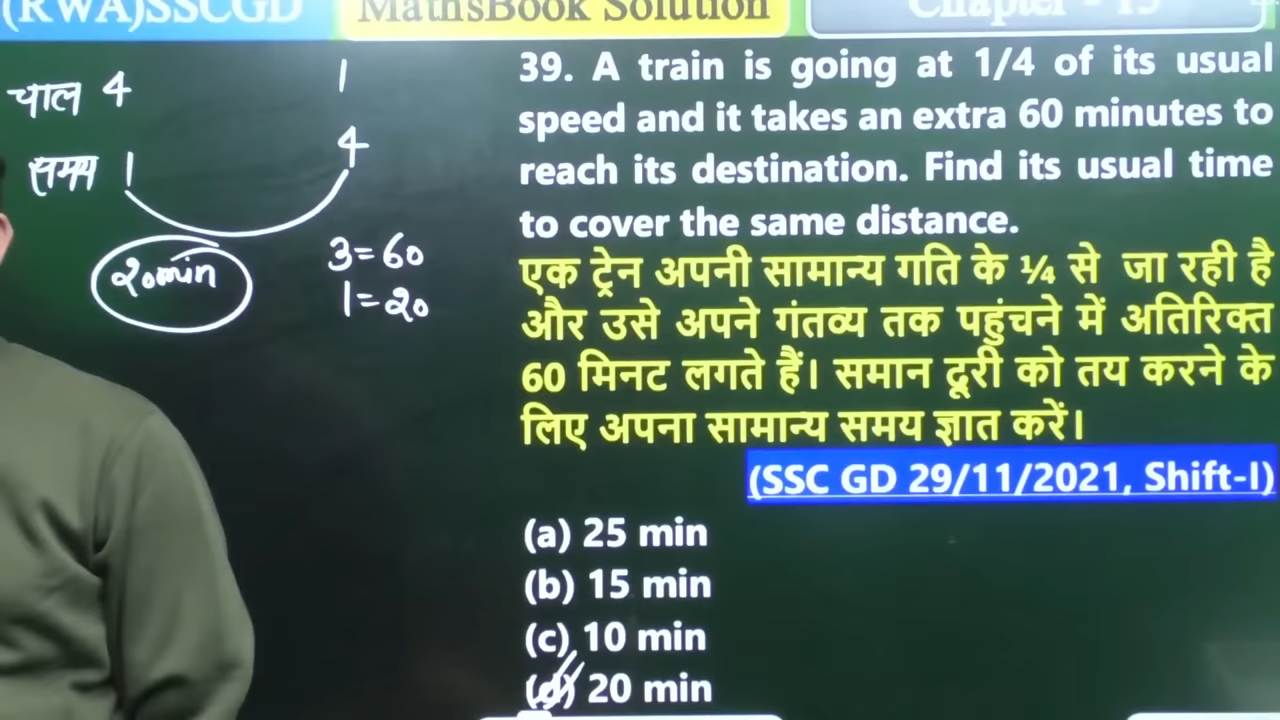 (RWA)SSCGD MathsBook Solution Chapter - 15
चाल 4 1
समय 1 4
20min
3=60
1=20
39. A train is going at 1/4 of its usual
speed and it takes an extra 60 minutes to
reach its destination. Find its usual time
to cover the same distance.
एक ट्रेन अपनी सामान्य गति के ¼ से जा रही है
और उसे अपने गंतव्य तक पहुंचने में अतिरिक्त
60 मिनट लगते हैं। समान दूरी को तय करने के
लिए अपना सामान्य समय ज्ञात करें।
(SSC GD 29/11/2021, Shift-I)
(a) 25 min
(b) 15 min
(c) 10 min
(d) 20 min